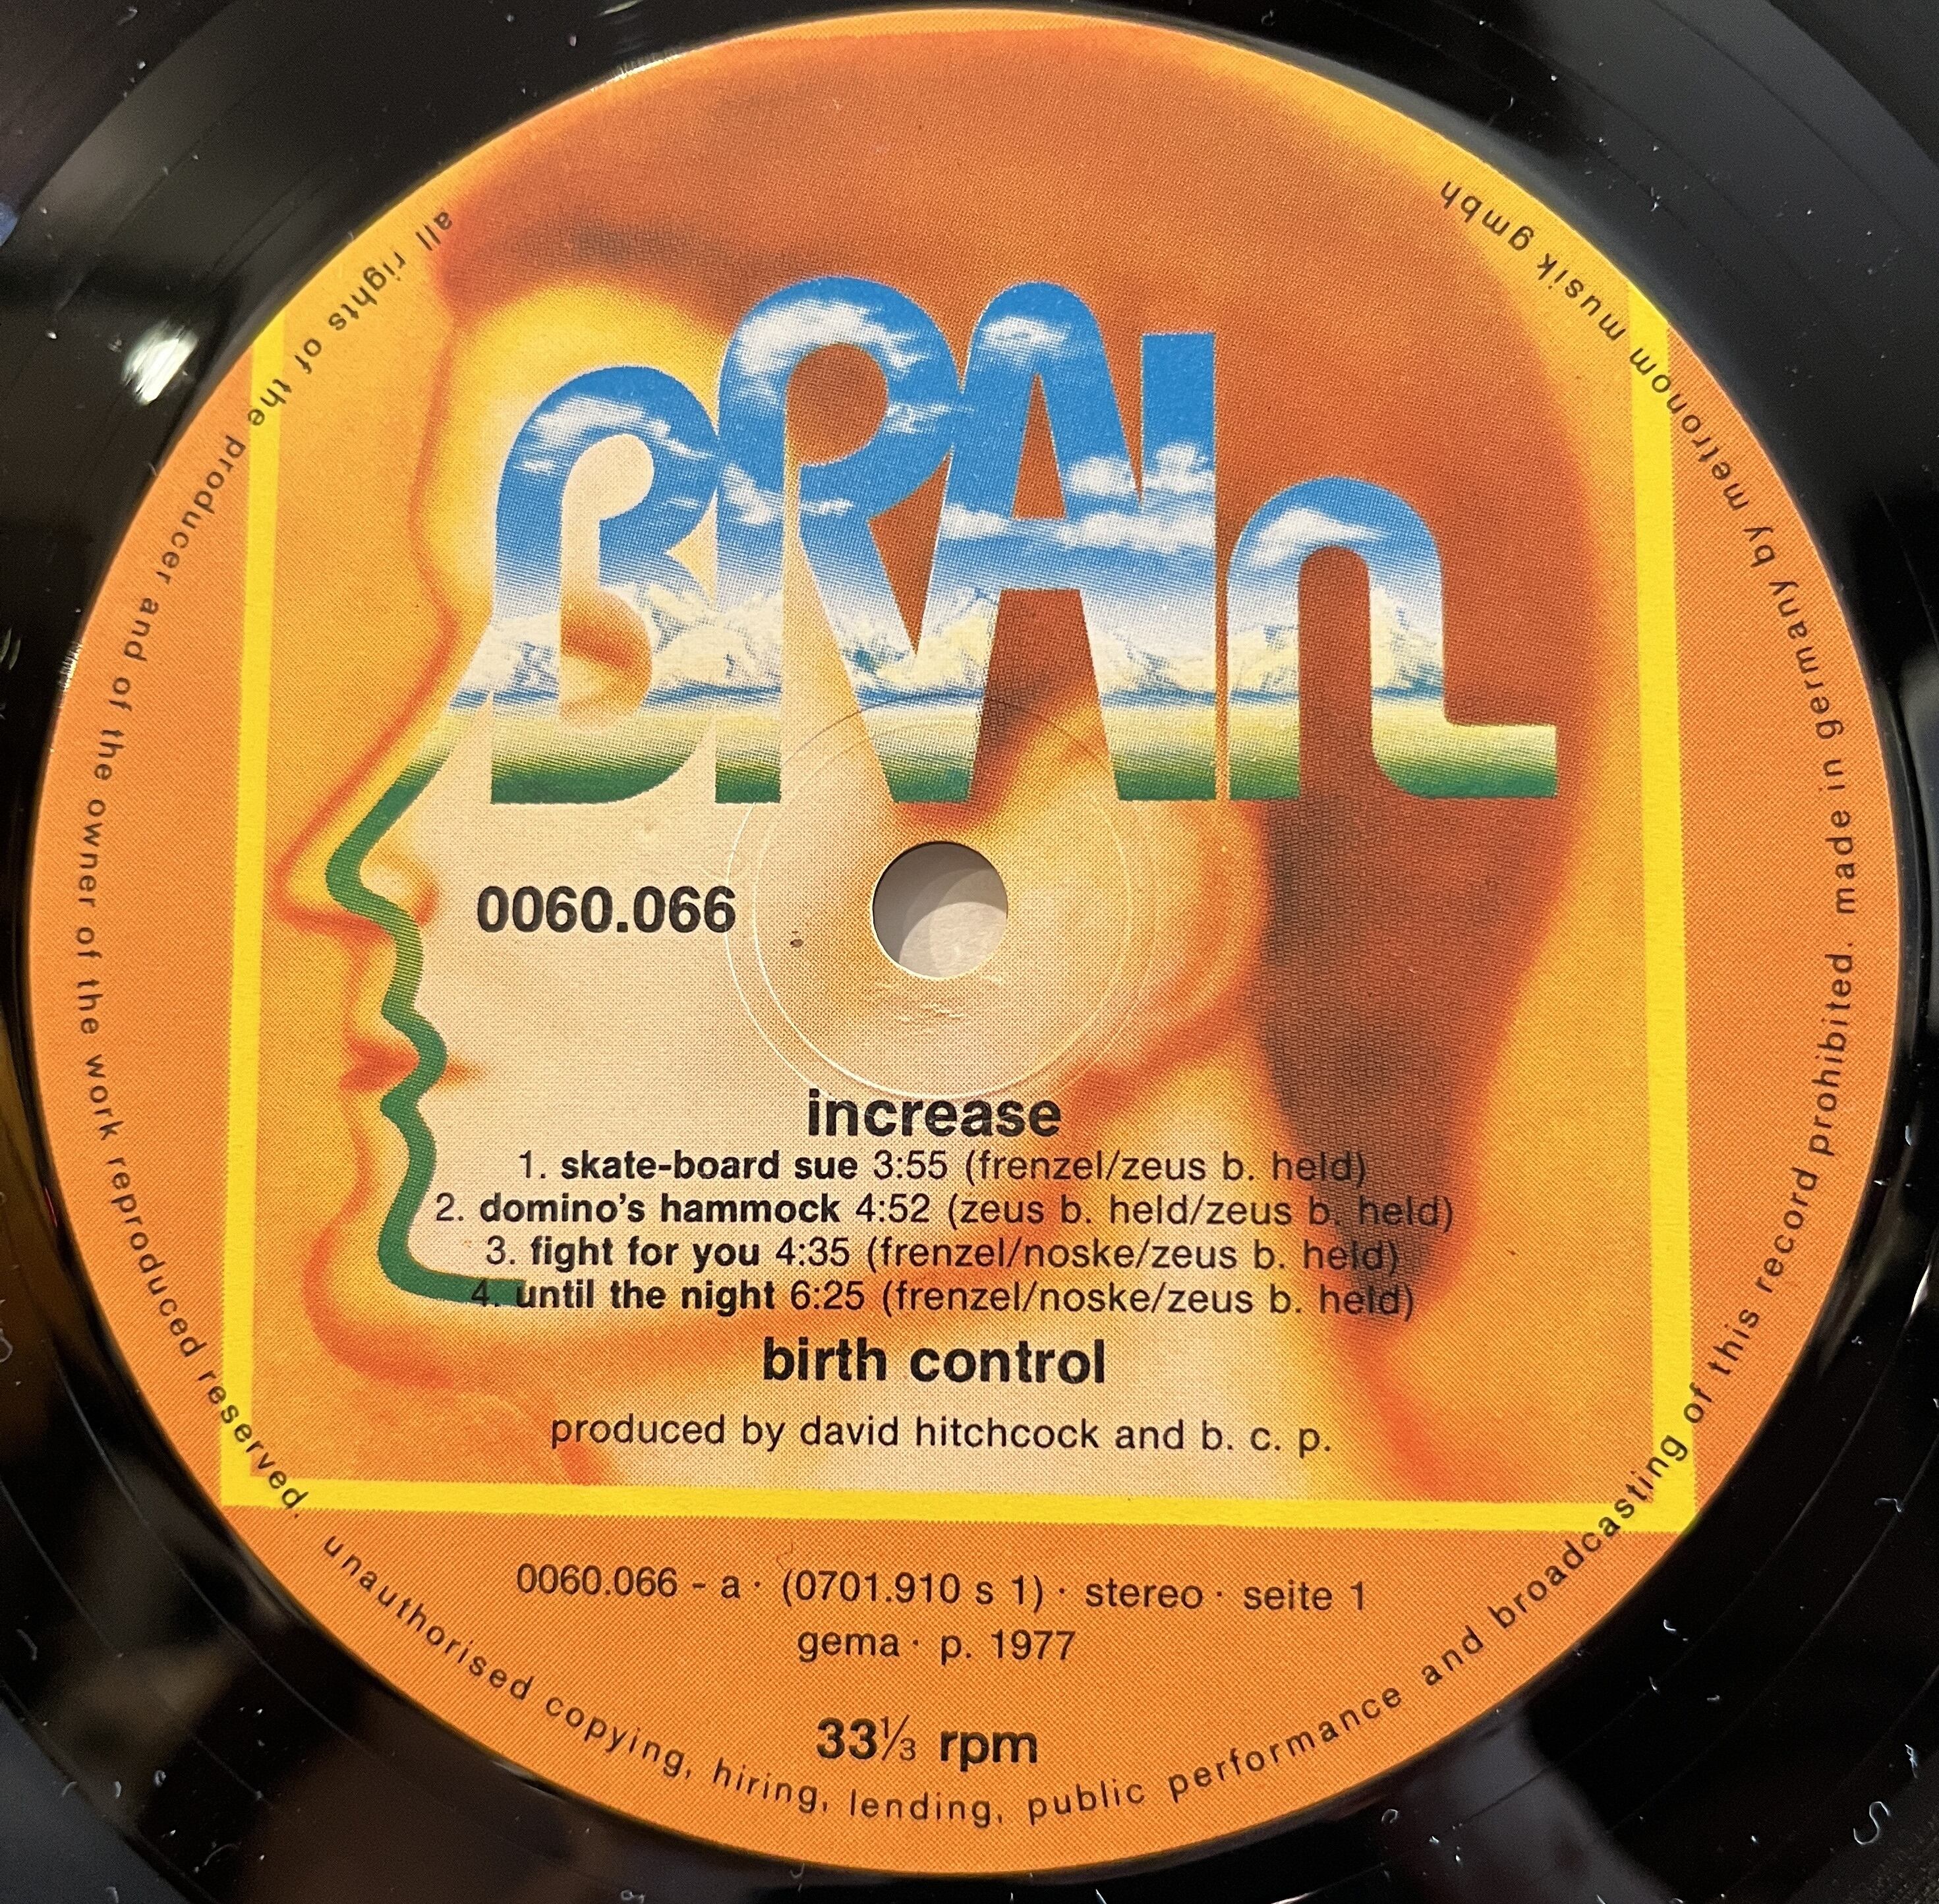 BRAIn
0060.066
increase
1. skate-board sue 3:55 (frenzel/zeus b. held)
2. domino's hammock 4:52 (zeus b. held/zeus b. held)
3. fight for you 4:35 (frenzel/noske/zeus b. held)
4. until the night 6:25 (frenzel/noske/zeus b. held)
birth control
produced by david hitchcock and b. c. p.
0060.066 - a · (0701.910 s 1) · stereo · seite 1
gema · p. 1977
33⅓ rpm
all rights of the producer and of the owner of the work reproduced reserved. unauthorised copying, hiring, lending, public performance and broadcasting of this record prohibited. made in germany by metronom musik gmbh